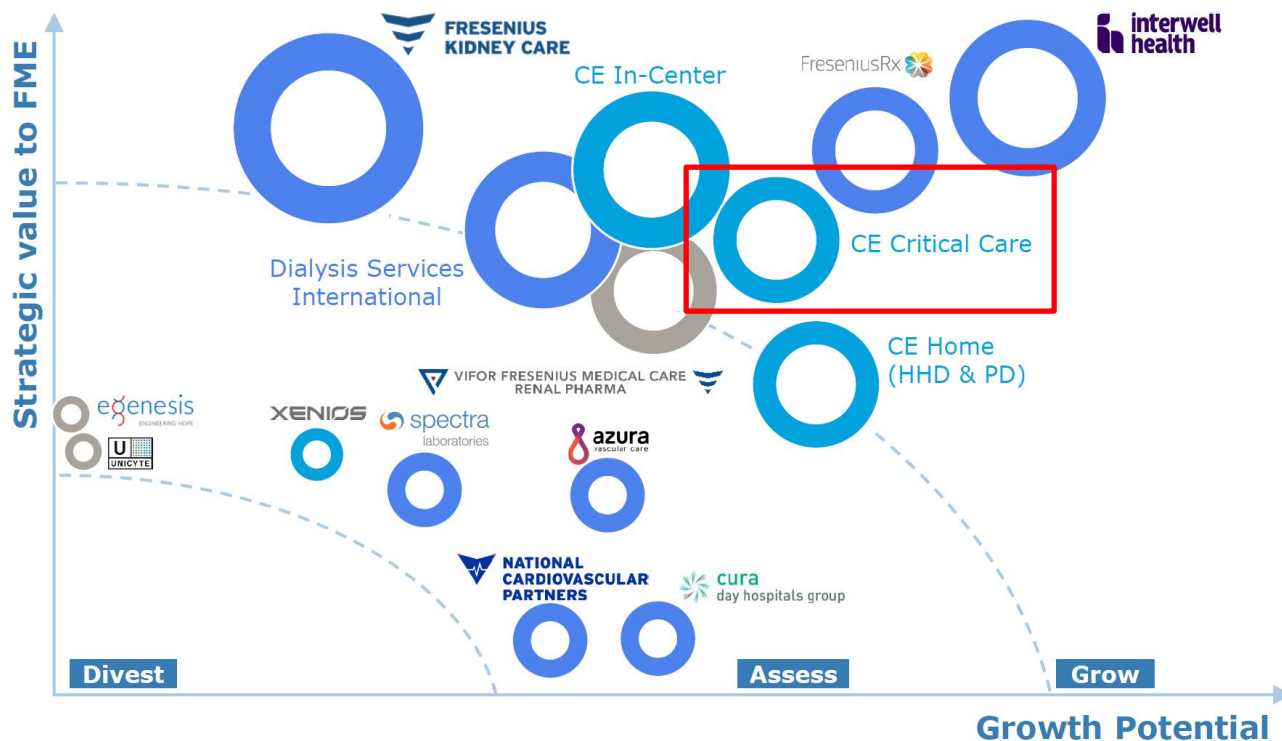 Strategic value to FME
FRESENIUS
KIDNEY CARE
interwell
health
FreseniusRx
CE In-Center
CE Critical Care
Dialysis Services
International
CE Home
(HHD & PD)
VIFOR FRESENIUS MEDICAL CARE
RENAL PHARMA
egenesis
ENGINEERING HOPE
U
UNICYTE
XENIOS
spectra
laboratories
azura
vascular care
NATIONAL
CARDIOVASCULAR
PARTNERS
cura
day hospitals group
Divest
Assess
Grow
Growth Potential